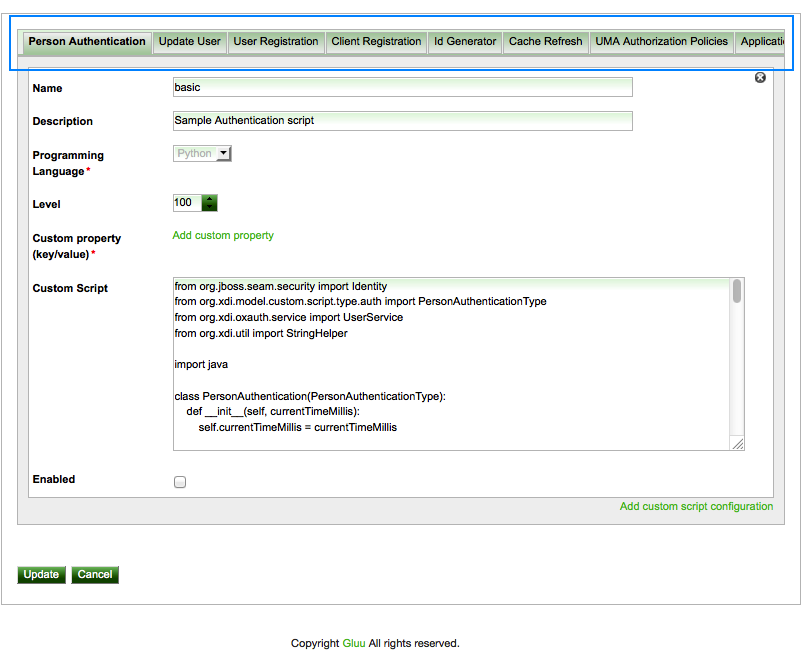 Person Authentication Update User User Registration Client Registration Id Generator Cache Refresh UMA Authorization Policies Applicati
Name basic
Description Sample Authentication script
Programming Language* Python
Level 100
Custom property (key/value)* Add custom property
Custom Script
from org.jboss.seam.security import Identity
from org.xdi.model.custom.script.type.auth import PersonAuthenticationType
from org.xdi.oxauth.service import UserService
from org.xdi.util import StringHelper
import java
class PersonAuthentication(PersonAuthenticationType):
def __init__(self, currentTimeMillis):
self.currentTimeMillis = currentTimeMillis
Enabled
Add custom script configuration
Update Cancel
Copyright Gluu All rights reserved.